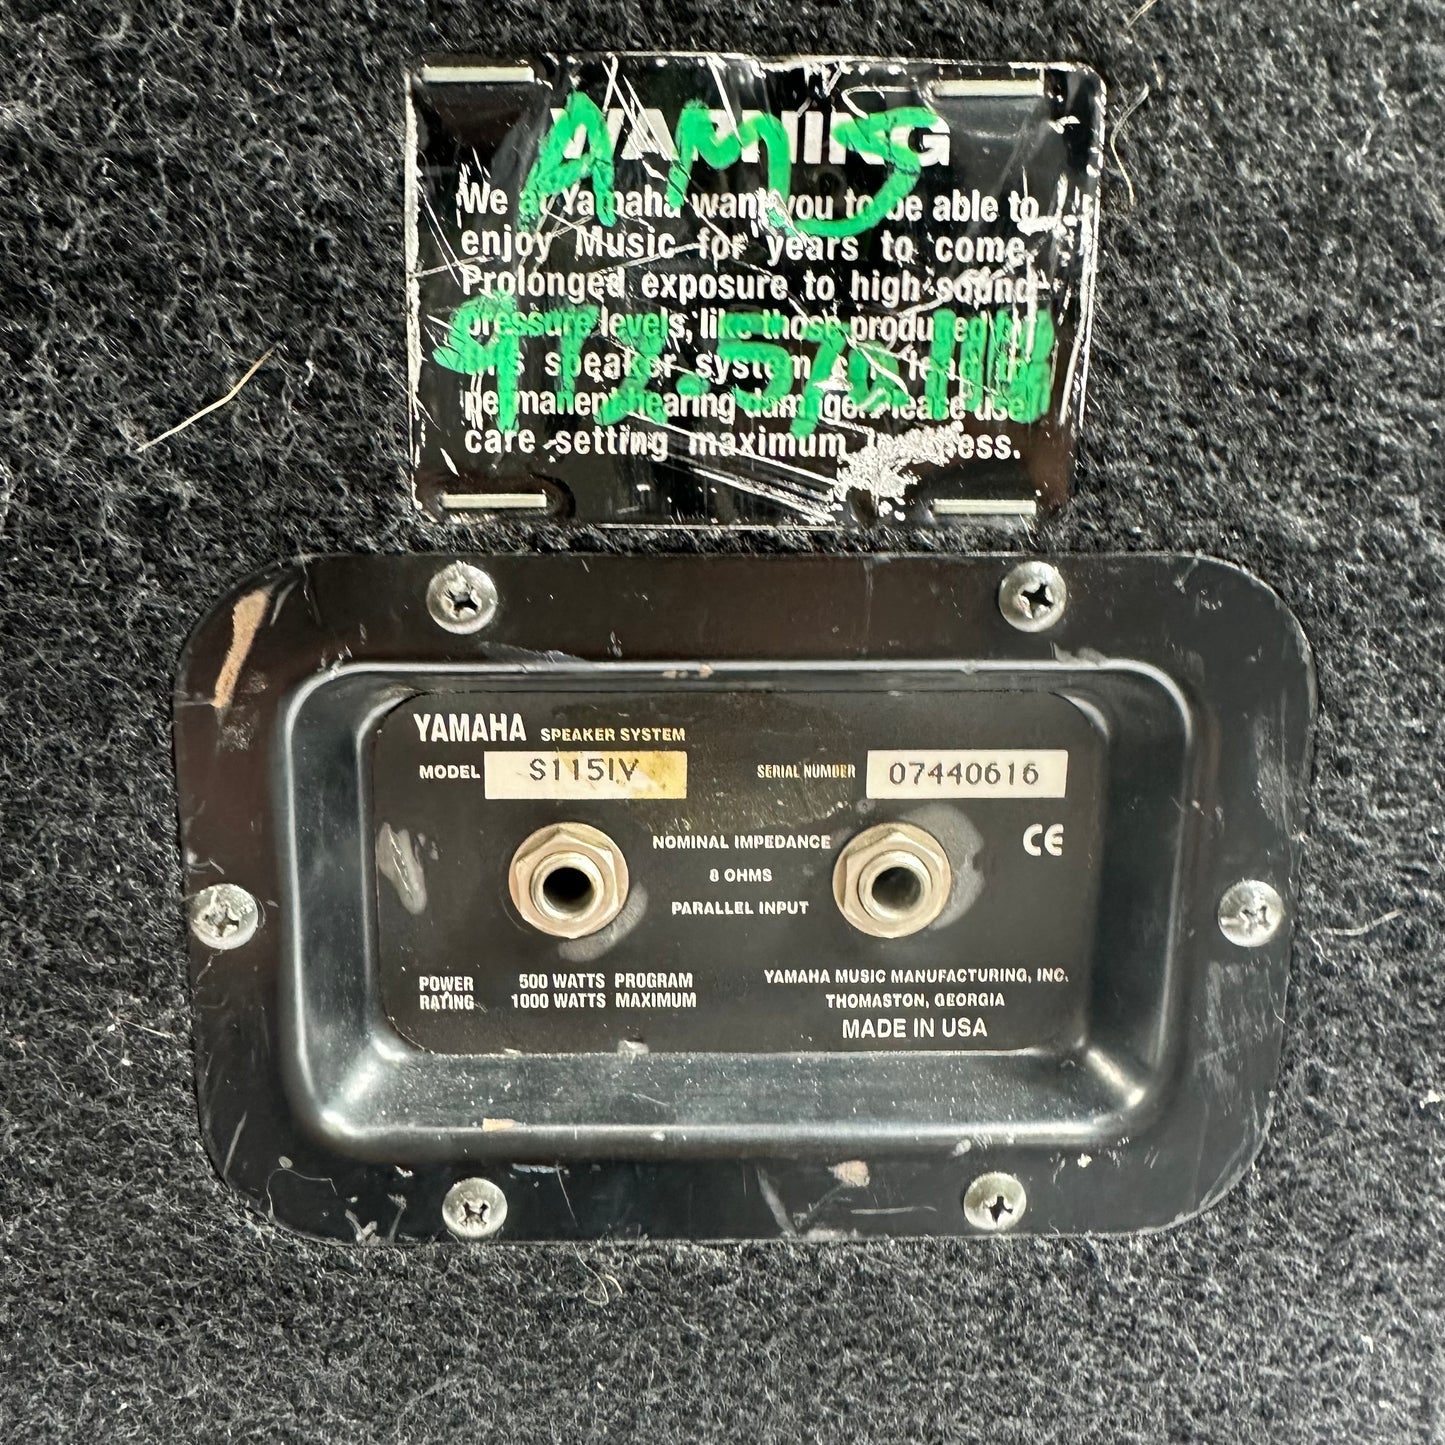 WARNING
AMS
We at Yamaha want you to be able to
enjoy Music for years to come.
Prolonged exposure to high sound
pressure levels, like those produced by
this speaker system can lead to
permanent hearing damage. Please use
care setting maximum loudness.
YAMAHA SPEAKER SYSTEM
MODEL S115IV SERIAL NUMBER 07440616
NOMINAL IMPEDANCE CE
8 OHMS
PARALLEL INPUT
POWER RATING 500 WATTS PROGRAM
1000 WATTS MAXIMUM
YAMAHA MUSIC MANUFACTURING, INC.
THOMASTON, GEORGIA
MADE IN USA